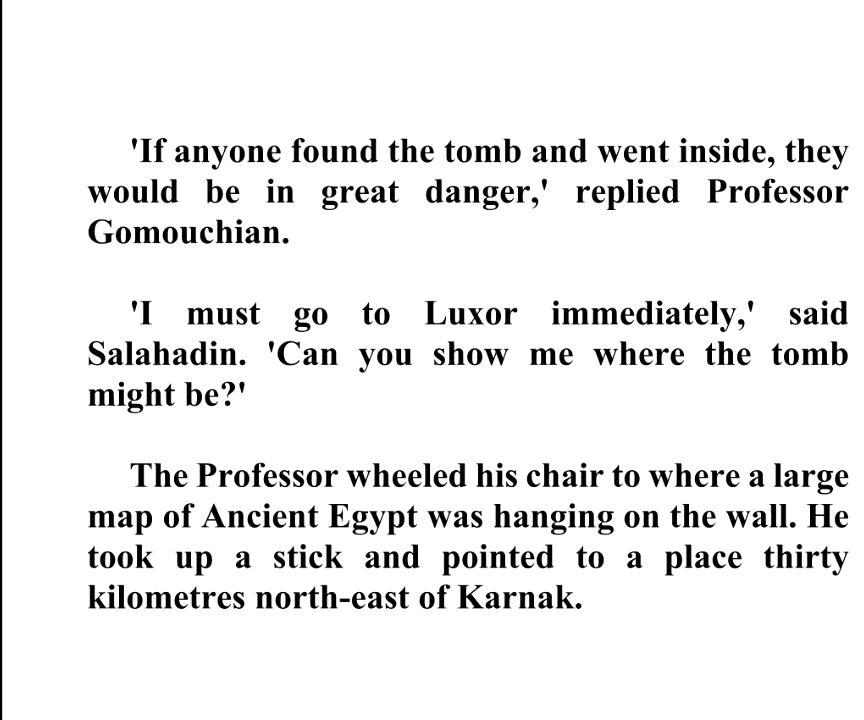 'If anyone found the tomb and went inside, they
would be in great danger,' replied Professor
Gomouchian.
'I must go to Luxor immediately,' said
Salahadin. 'Can you show me where the tomb
might be?'
The Professor wheeled his chair to where a large
map of Ancient Egypt was hanging on the wall. He
took up a stick and pointed to a place thirty
kilometres north-east of Karnak.